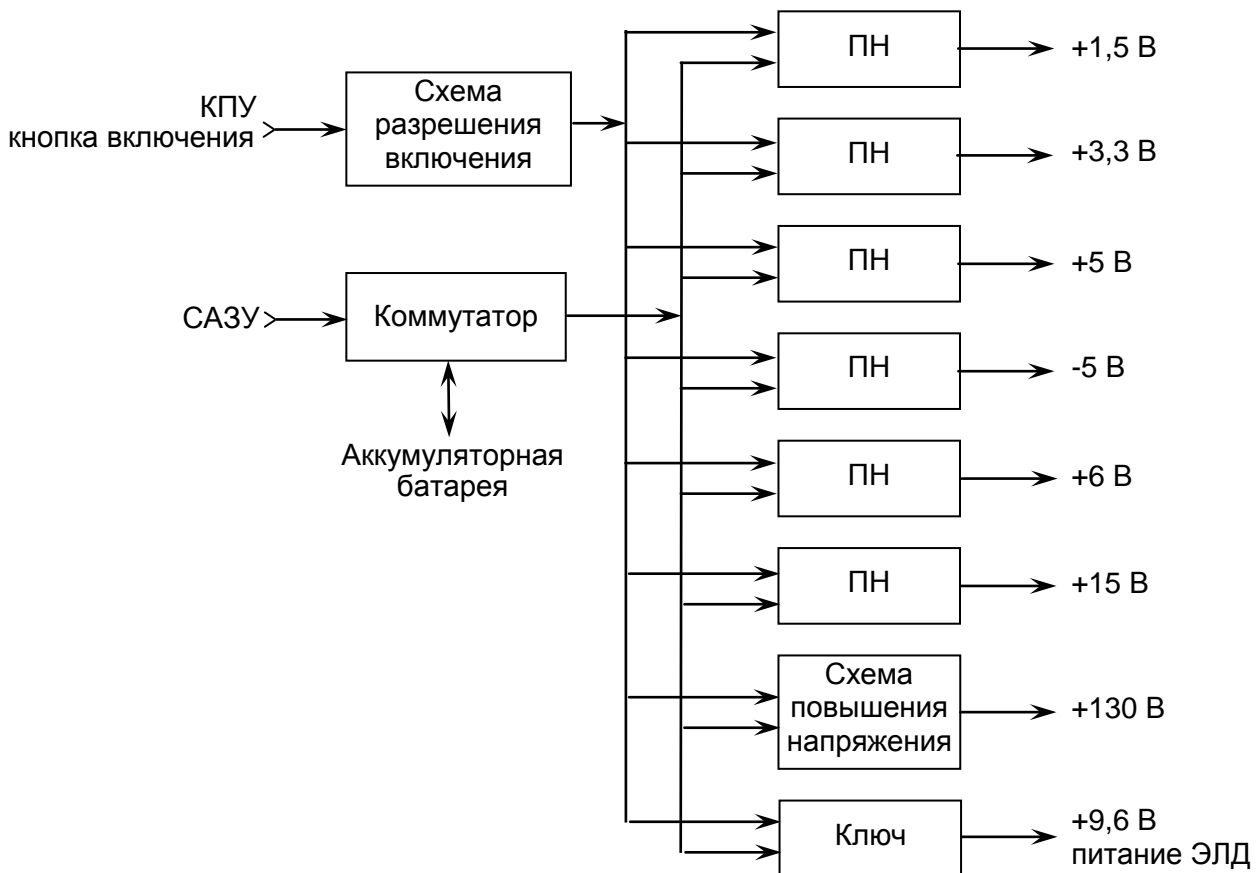 КПУ
кнопка включения
Схема
разрешения
включения
САЗУ
Коммутатор
Аккумуляторная
батарея
ПН
+1,5 В
ПН
+3,3 В
ПН
+5 В
ПН
-5 В
ПН
+6 В
ПН
+15 В
Схема
повышения
напряжения
+130 В
Ключ
+9,6 В
питание ЭЛД